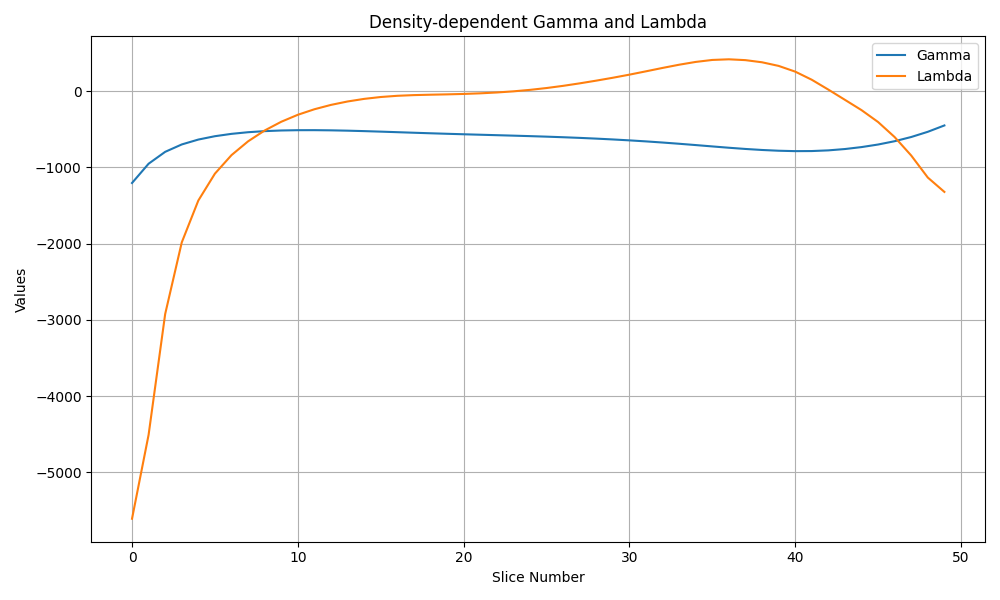 Density-dependent Gamma and Lambda
Gamma
Lambda
Values
0
−1000
−2000
−3000
−4000
−5000
0 10 20 30 40 50
Slice Number